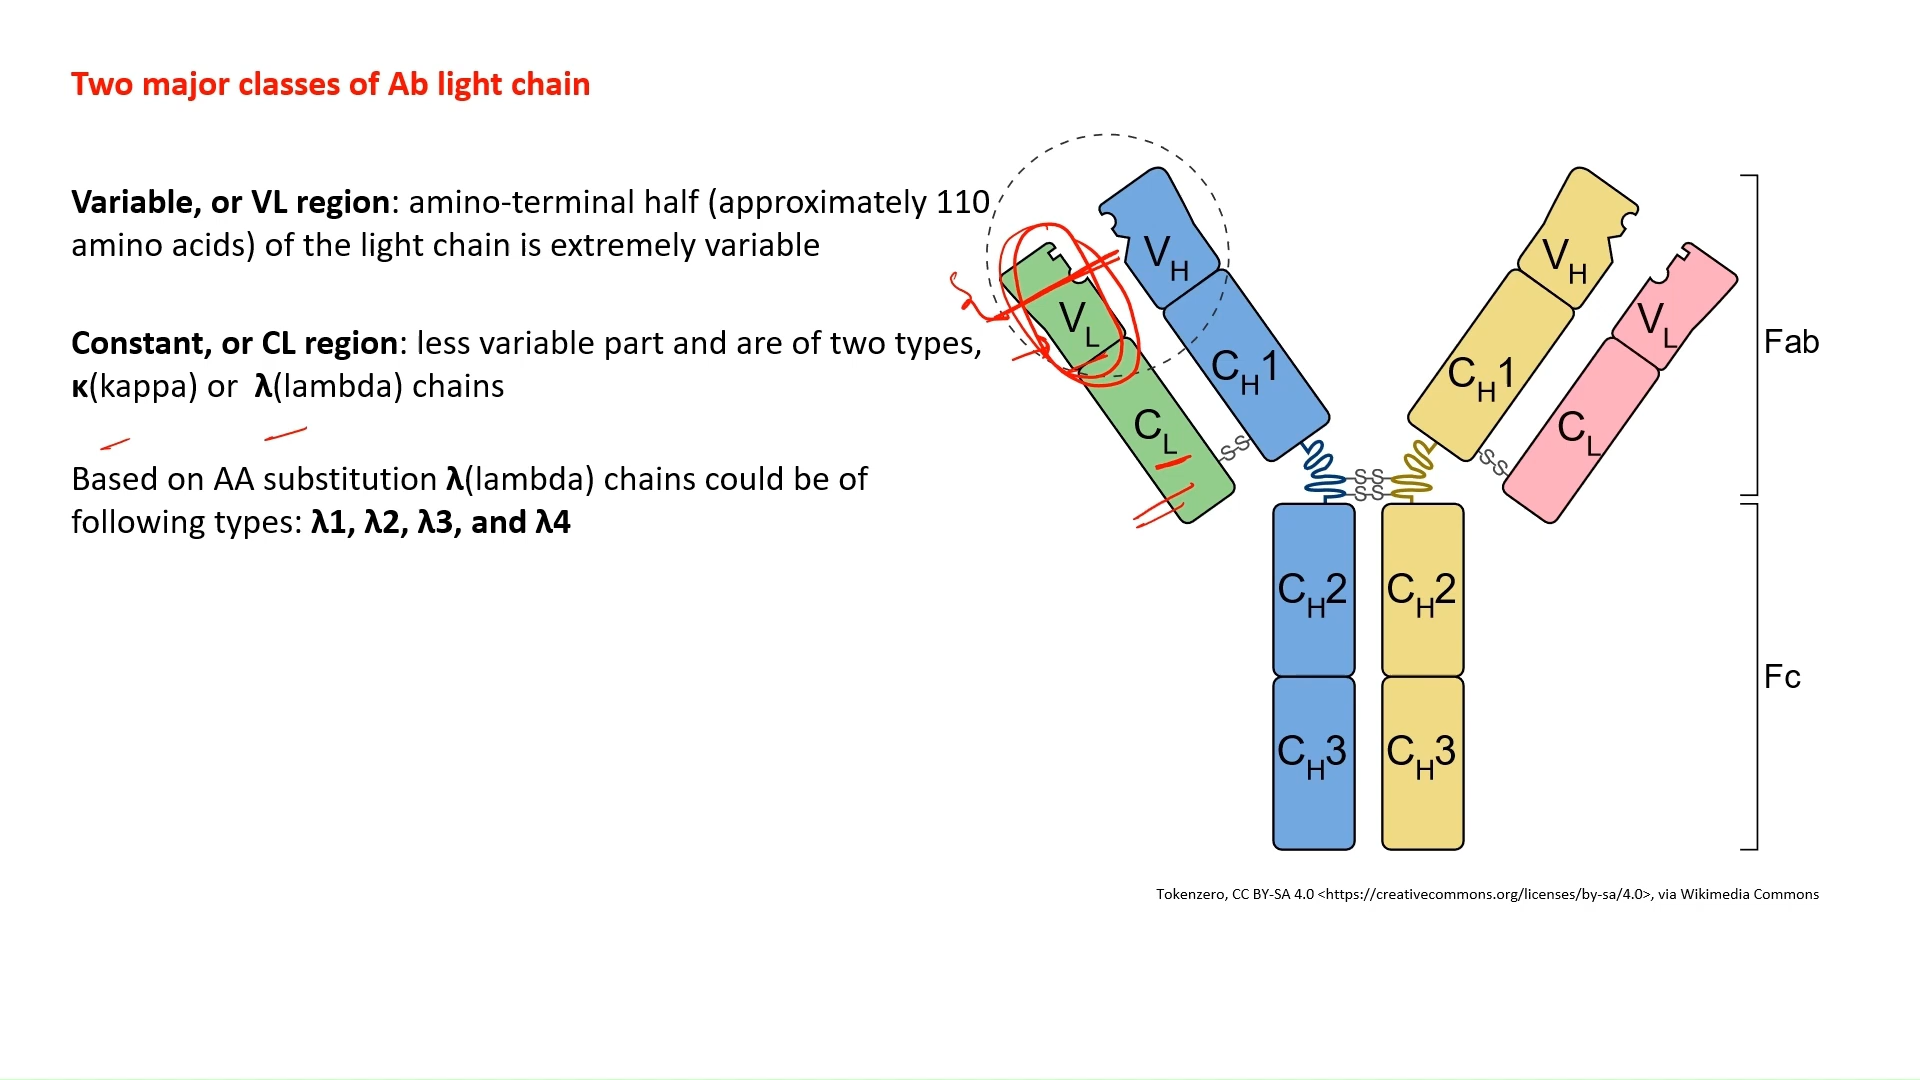 Two major classes of Ab light chain
Variable, or VL region: amino-terminal half (approximately 110
amino acids) of the light chain is extremely variable
Constant, or CL region: less variable part and are of two types,
κ(kappa) or λ(lambda) chains
Based on AA substitution λ(lambda) chains could be of
following types: λ1, λ2, λ3, and λ4
VH
VH
VL
VL
CH1
CH1
CL
CL
S-S
S-S
S-S
S-S
Fab
CH2
CH2
Fc
CH3
CH3
Tokenzero, CC BY-SA 4.0 <https://creativecommons.org/licenses/by-sa/4.0>, via Wikimedia Commons